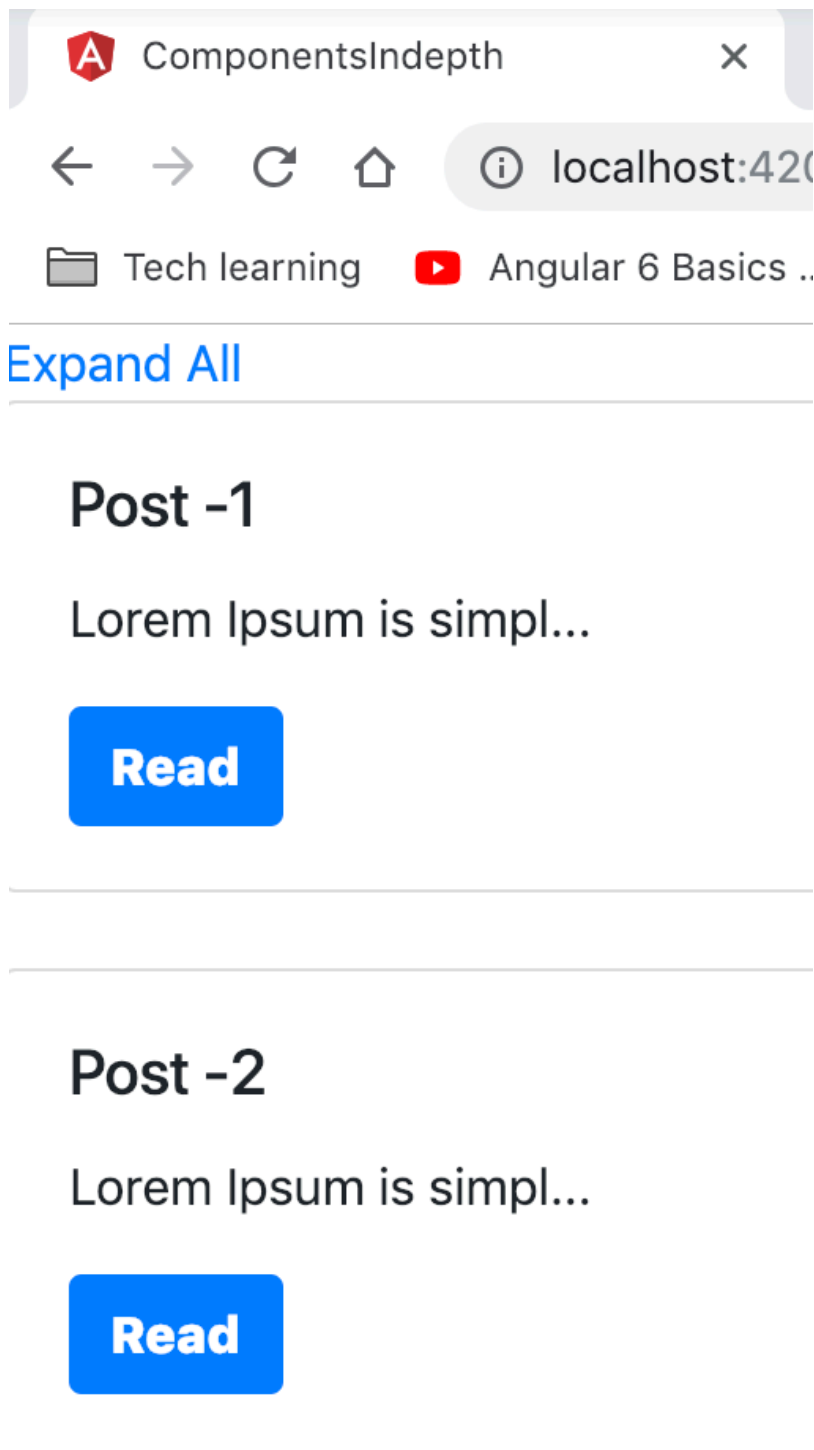 ComponentsIndepth
localhost:420
Tech learning Angular 6 Basics ..
Expand All
Post -1
Lorem Ipsum is simpl...
Read
Post -2
Lorem Ipsum is simpl...
Read